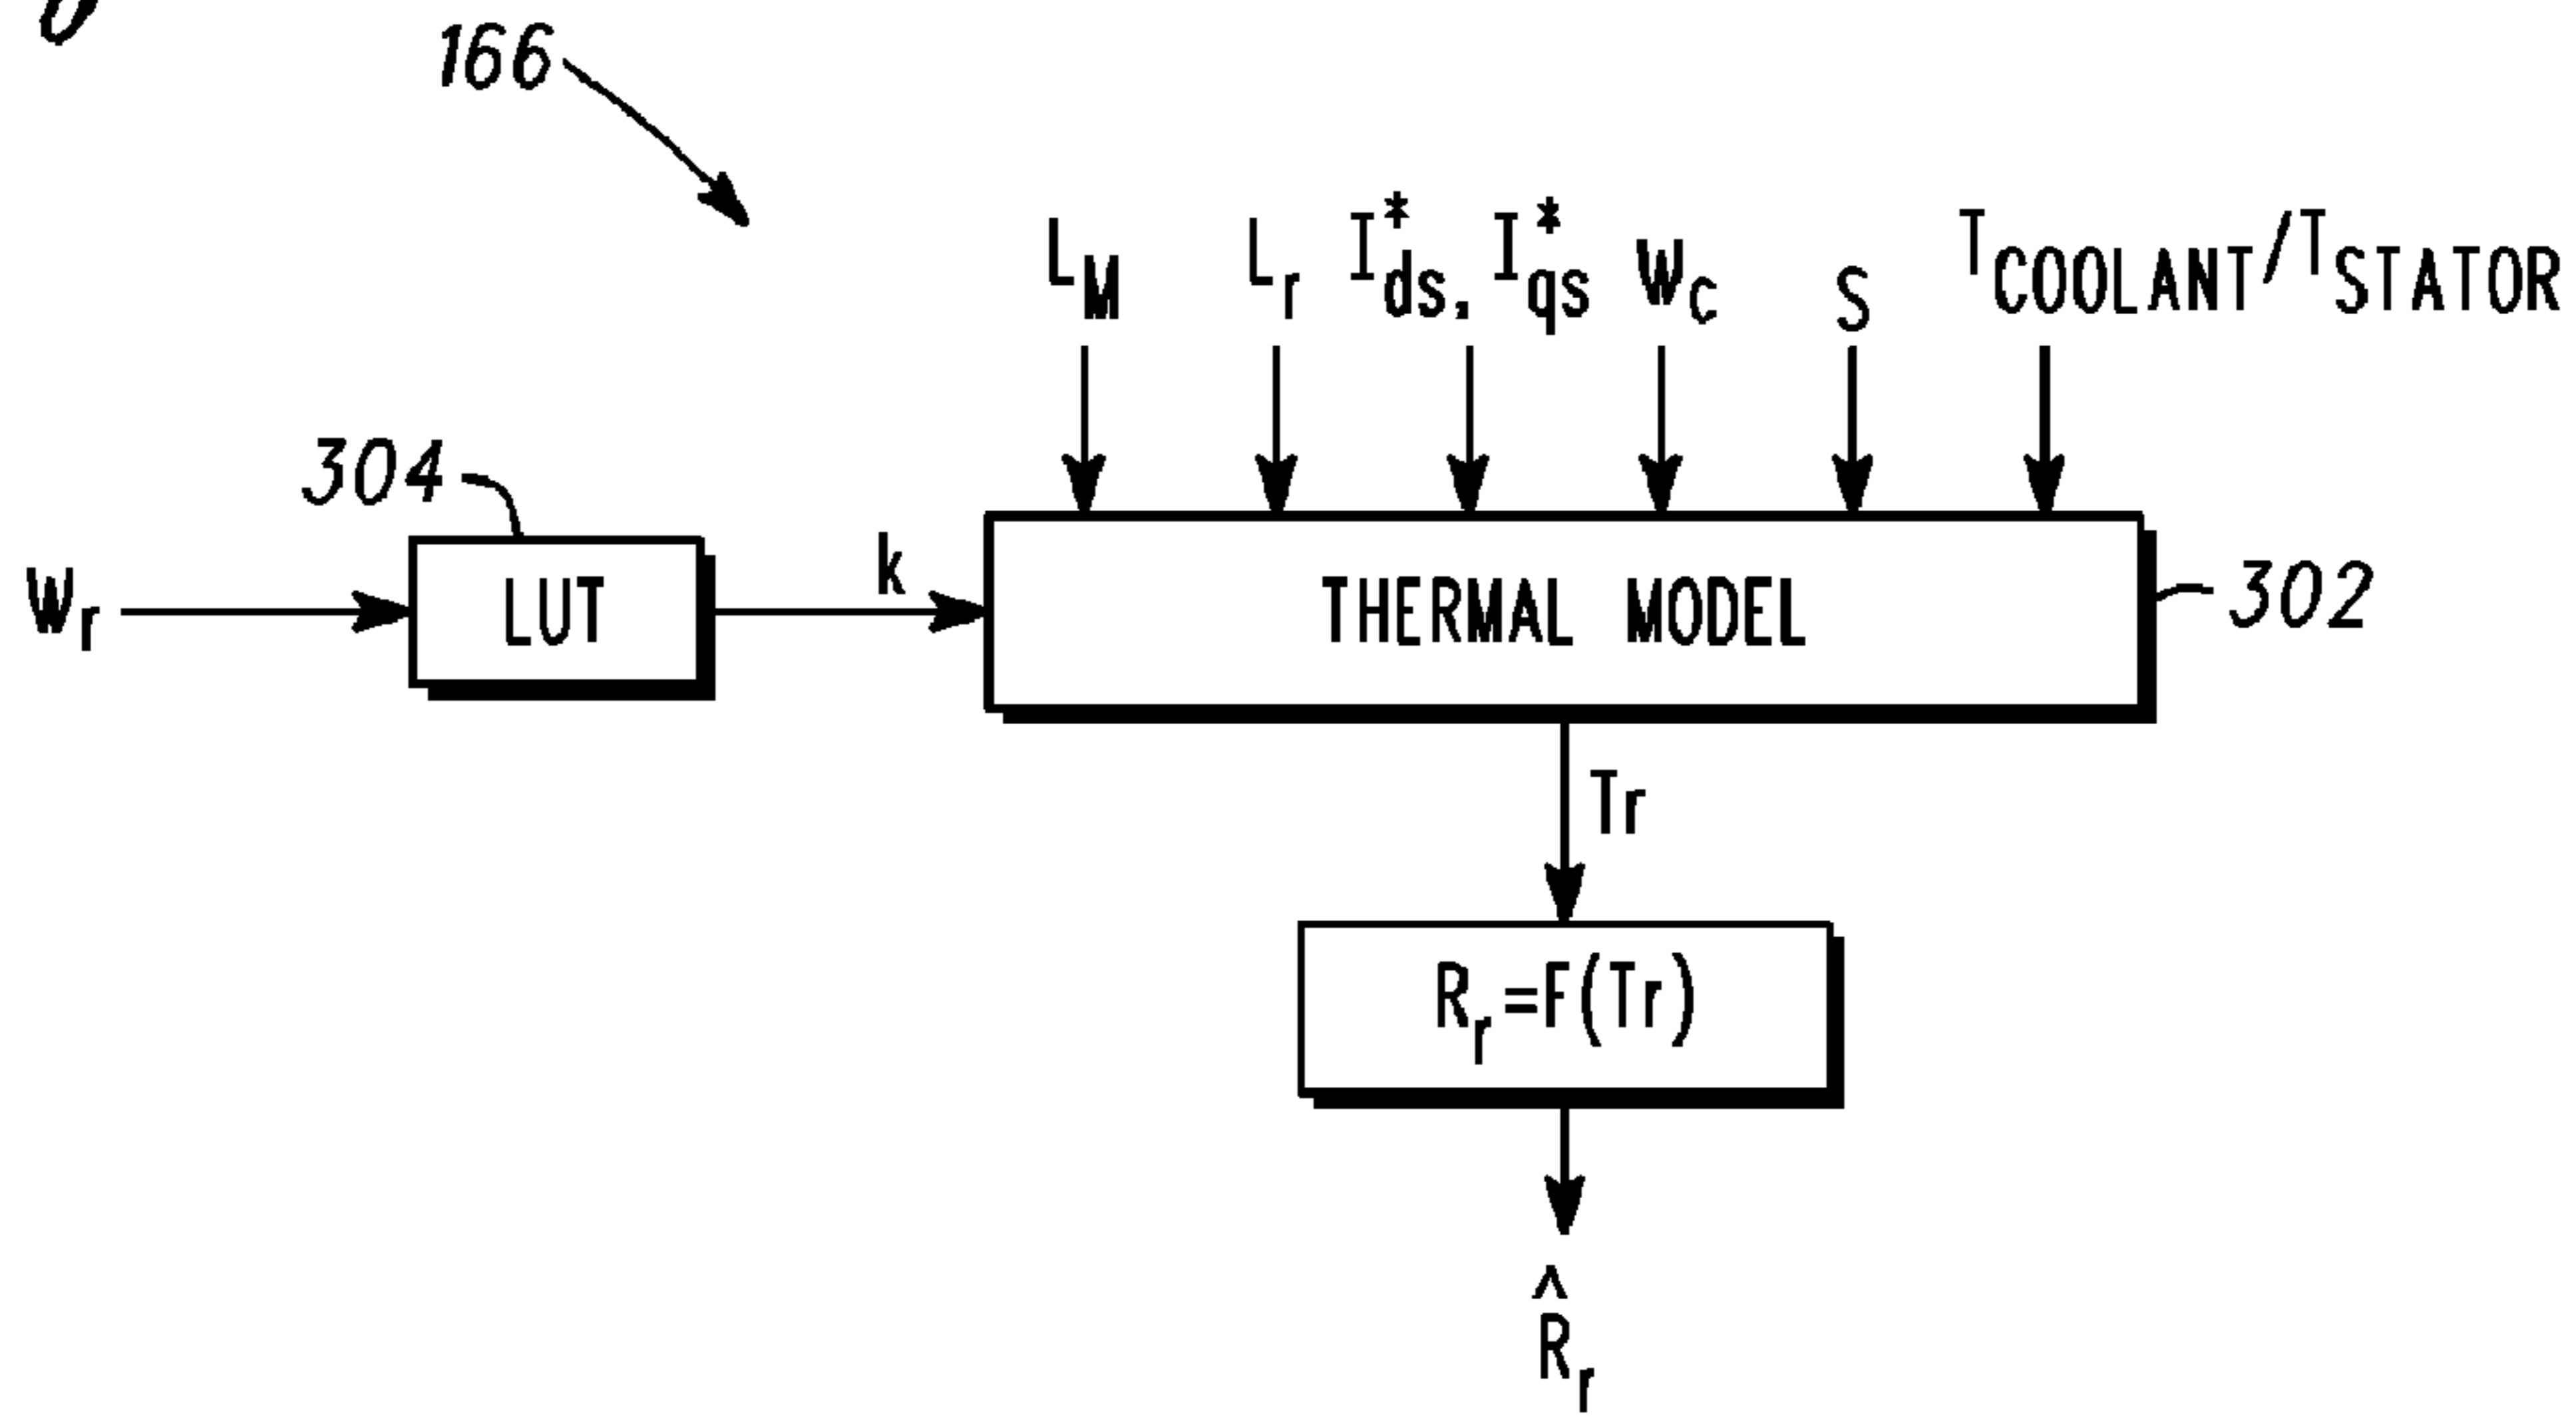 166
L_M L_r I*_ds, I*_qs W_c S T_COOLANT/T_STATOR
304
W_r LUT k THERMAL MODEL 302
Tr
R_r=F(Tr)
R̂_r